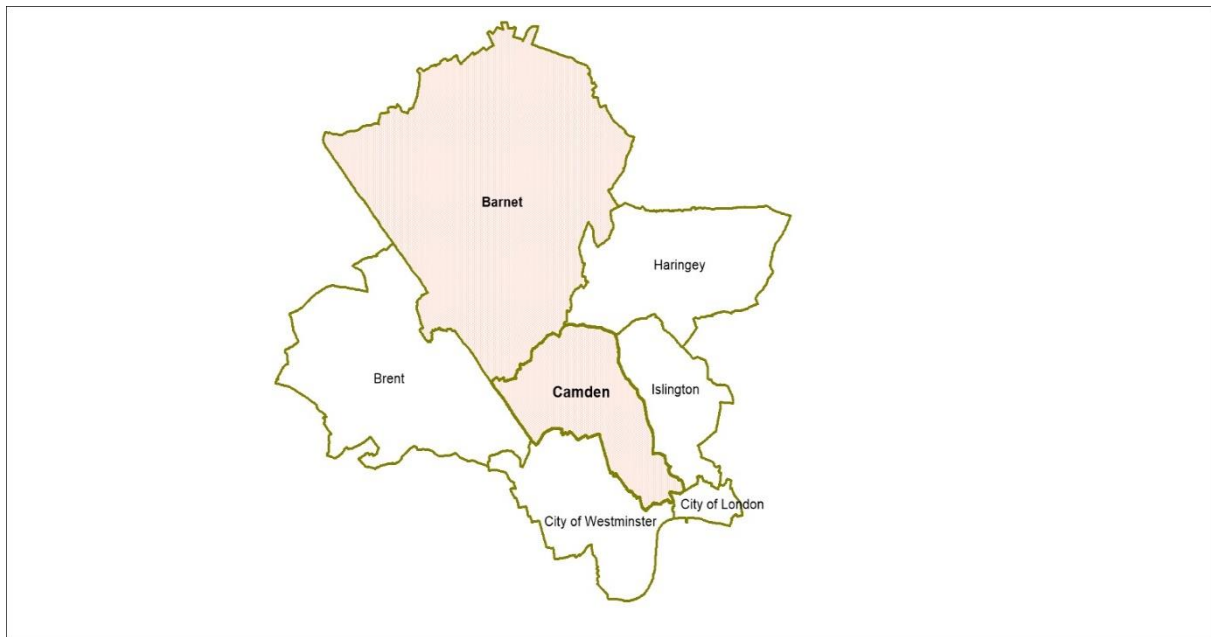 Barnet
Haringey
Brent
Camden
Islington
City of London
City of Westminster